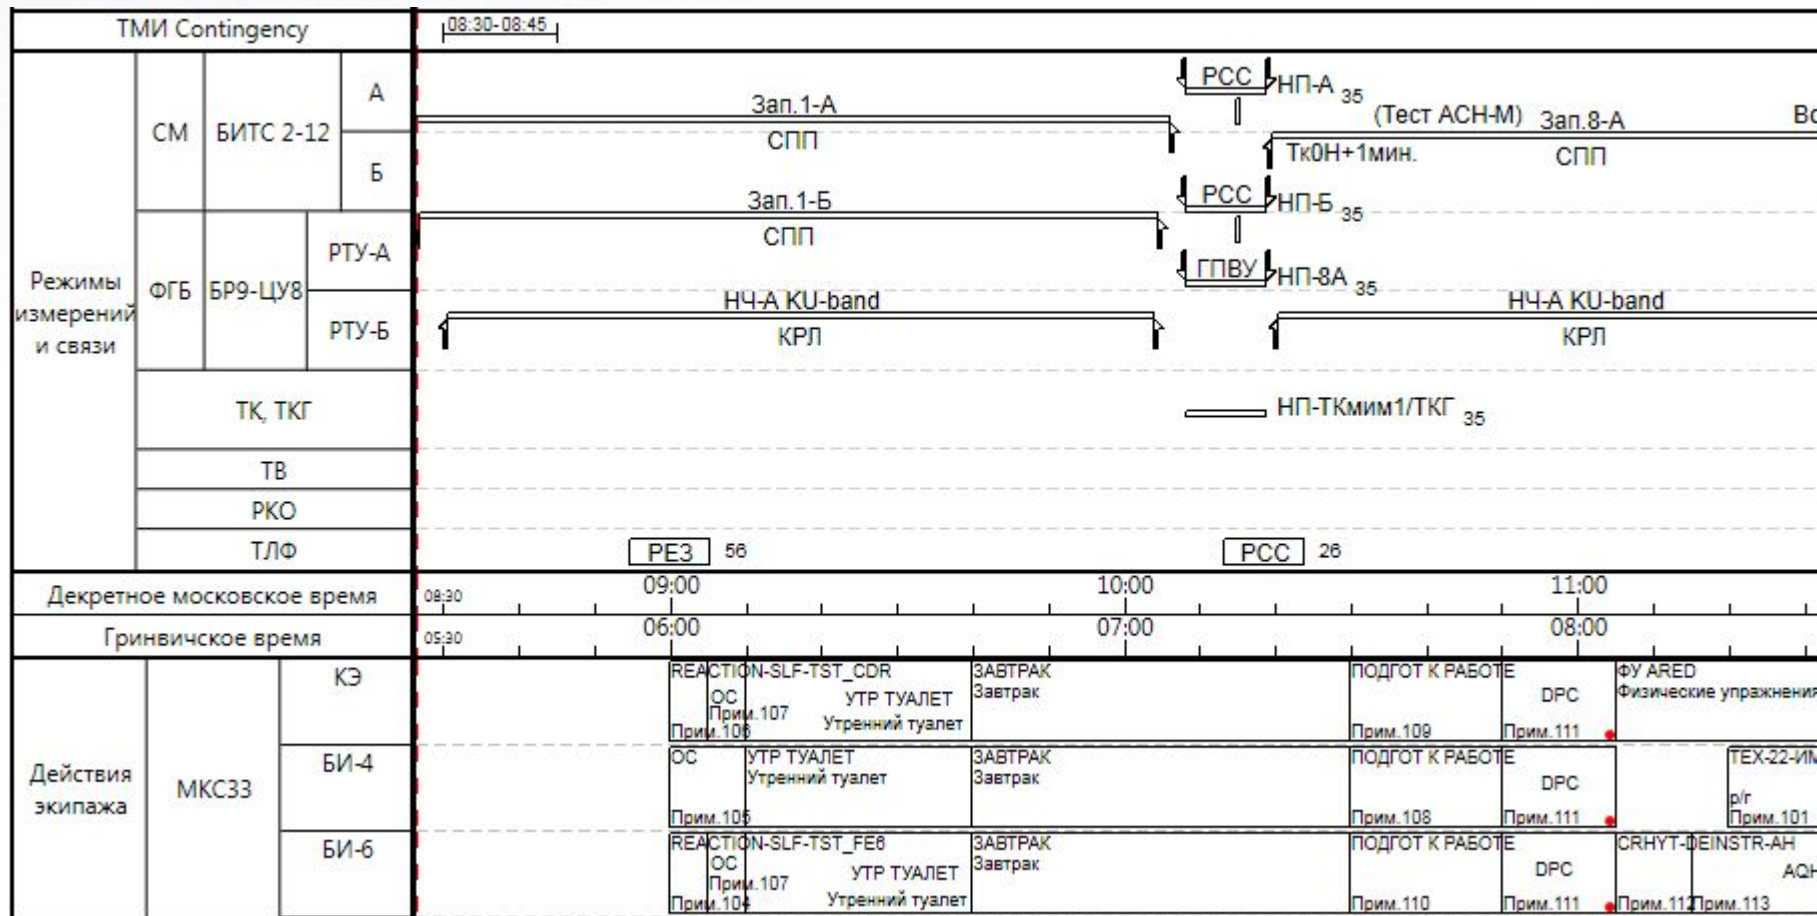 ТМИ Contingency
08:30-08:45
Режимы
измерений
и связи
СМ
БИТС 2-12
А
Б
Зап.1-А
СПП
РСС
НП-А 35
(Тест АСН-М)
Зап.8-А
Тк0Н+1мин.
СПП
РСС
НП-Б 35
ФГБ
БР9-ЦУ8
РТУ-А
РТУ-Б
Зап.1-Б
СПП
ГПВУ
НП-8А 35
НЧ-А KU-band
КРЛ
НЧ-А KU-band
КРЛ
ТК, ТКГ
НП-ТКмим1/ТКГ 35
ТВ
РКО
ТЛФ
РЕЗ 56
РСС 26
Декретное московское время
08:30
09:00
10:00
11:00
Гринвичское время
05:30
06:00
07:00
08:00
Действия
экипажа
МКС33
КЭ
REACTION-SLF-TST_CDR
ОС
Прим.107
Прим.106
УТР ТУАЛЕТ
Утренний туалет
ЗАВТРАК
Завтрак
ПОДГОТ К РАБОТЕ
Прим.109
DPC
Прим.111
ФУ ARED
Физические упражнения
БИ-4
ОС
Прим.105
УТР ТУАЛЕТ
Утренний туалет
ЗАВТРАК
Завтрак
ПОДГОТ К РАБОТЕ
Прим.108
DPC
Прим.111
р/г
Прим.101
БИ-6
REACTION-SLF-TST_FE6
ОС
Прим.107
Прим.104
УТР ТУАЛЕТ
Утренний туалет
ЗАВТРАК
Завтрак
ПОДГОТ К РАБОТЕ
Прим.110
DPC
Прим.111
CRHYT-DEINSTR-AH
Прим.112
Прим.113